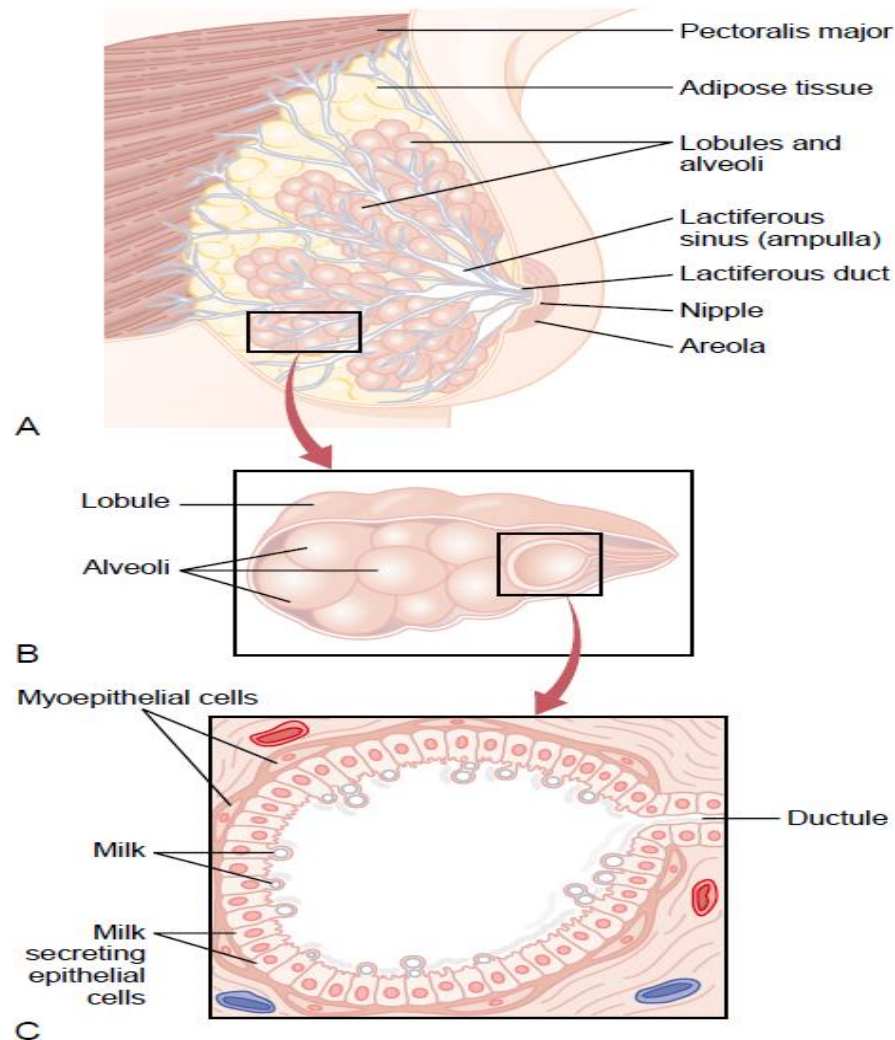 Pectoralis major
Adipose tissue
Lobules and
alveoli
Lactiferous
sinus (ampulla)
Lactiferous duct
Nipple
Areola
A
Lobule
Alveoli
B
Myoepithelial cells
Ductule
Milk
Milk
secreting
epithelial
cells
C